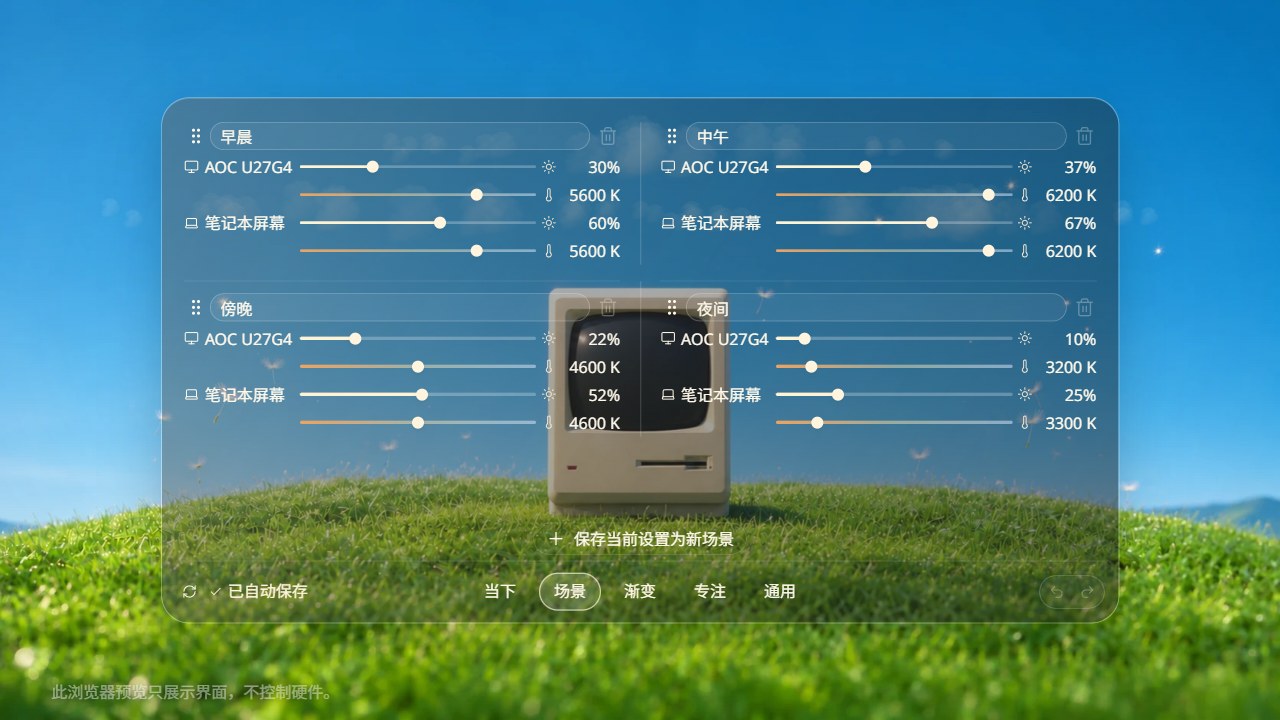 早晨
AOC U27G4 30%
5600 K
笔记本屏幕 60%
5600 K
中午
AOC U27G4 37%
6200 K
笔记本屏幕 67%
6200 K
傍晚
AOC U27G4 22%
4600 K
笔记本屏幕 52%
4600 K
夜间
AOC U27G4 10%
3200 K
笔记本屏幕 25%
3300 K
保存当前设置为新场景
已自动保存 当下 场景 渐变 专注 通用
此浏览器预览只展示界面，不控制硬件。